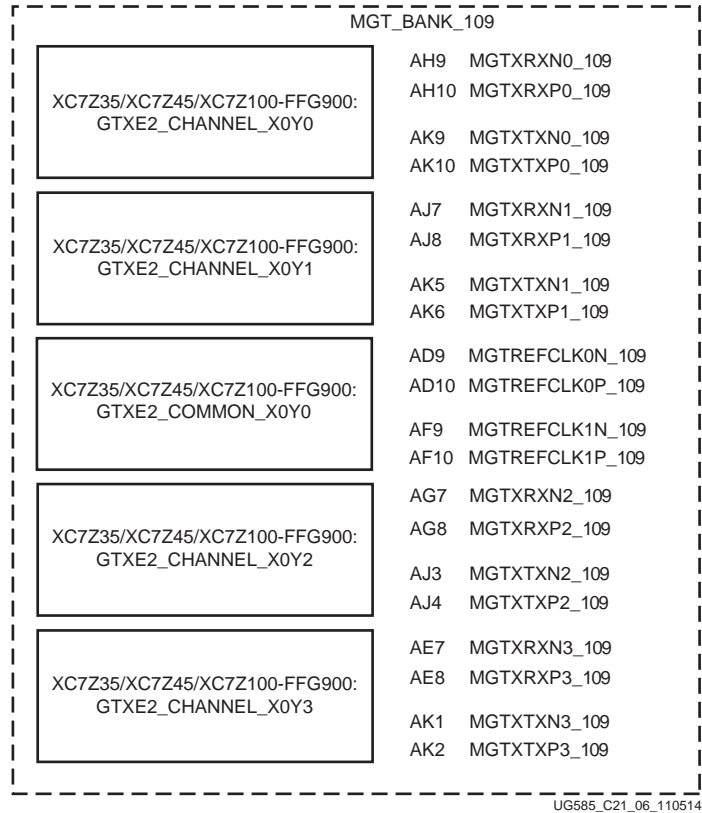 MGT_BANK_109
XC7Z35/XC7Z45/XC7Z100-FFG900:
GTXE2_CHANNEL_X0Y0
AH9 MGTXRXN0_109
AH10 MGTXRXP0_109
AK9 MGTXTXN0_109
AK10 MGTXTXP0_109
XC7Z35/XC7Z45/XC7Z100-FFG900:
GTXE2_CHANNEL_X0Y1
AJ7 MGTXRXN1_109
AJ8 MGTXRXP1_109
AK5 MGTXTXN1_109
AK6 MGTXTXP1_109
XC7Z35/XC7Z45/XC7Z100-FFG900:
GTXE2_COMMON_X0Y0
AD9 MGTREFCLK0N_109
AD10 MGTREFCLK0P_109
AF9 MGTREFCLK1N_109
AF10 MGTREFCLK1P_109
XC7Z35/XC7Z45/XC7Z100-FFG900:
GTXE2_CHANNEL_X0Y2
AG7 MGTXRXN2_109
AG8 MGTXRXP2_109
AJ3 MGTXTXN2_109
AJ4 MGTXTXP2_109
XC7Z35/XC7Z45/XC7Z100-FFG900:
GTXE2_CHANNEL_X0Y3
AE7 MGTXRXN3_109
AE8 MGTXRXP3_109
AK1 MGTXTXN3_109
AK2 MGTXTXP3_109
UG585_C21_06_110514